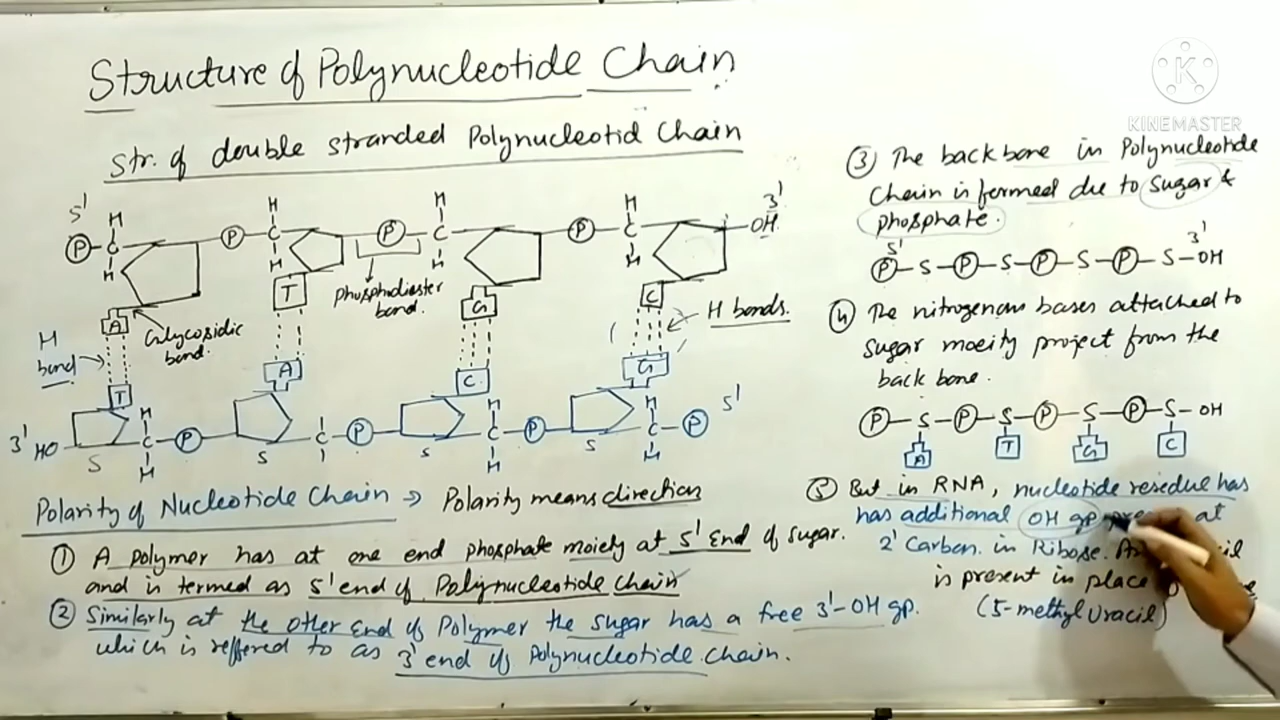 Structure of Polynucleotide Chain
Str. of double stranded Polynucleotid Chain
KINEMASTER
5' H H H H 3'
P-C P C P C P C OH
H H H H
A T G C
Glycosidic bond.
Phosphodiester bond.
H bonds.
H bond
T A C G
3' HO H H H 5'
S C P S C P S C P S C P
H H H
Polarity of Nucleotide Chain → Polarity means direction
① A polymer has at one end phosphate moiety at 5' End of sugar.
and is termed as 5' end of Polynucleotide chain
② Similarly at the other End of Polymer the sugar has a free 3'-OH gp.
which is reffered to as 3' end of Polynucleotide chain.
③ The backbone in Polynucleotide
Chain is formed due to Sugar &
phosphate.
5' 3'
P-S-P-S-P-S-P-S-OH
④ The nitrogenous bases attached to
sugar moeity project from the
back bone.
P-S-P-S-P-S-P-S-OH
A T G C
⑤ But in RNA, nucleotide resedue has
has additional OH gp at
2' Carbon. in Ribose.
is present in place
(5-methyl Uracil)